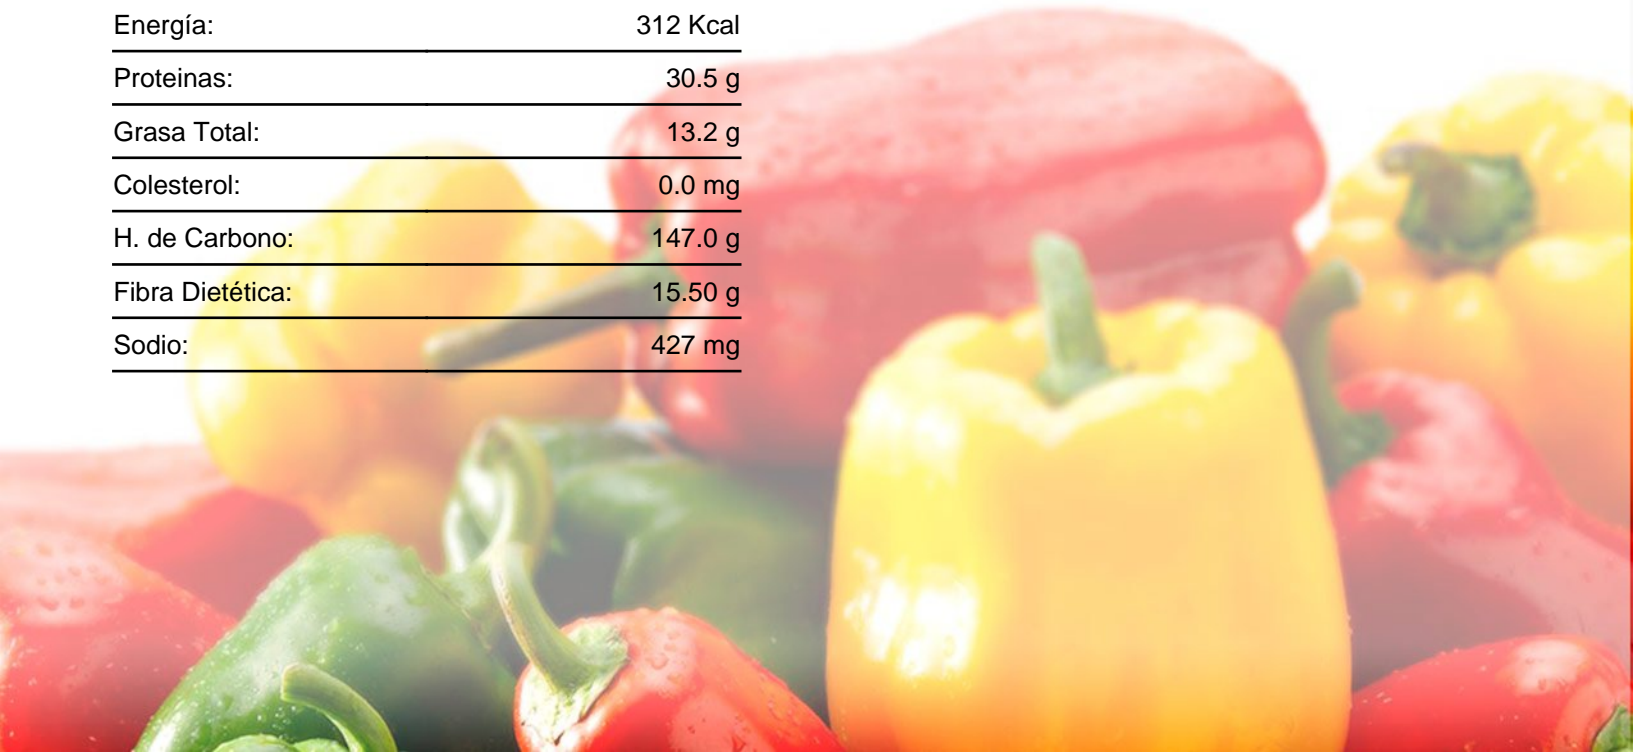 Energía: 312 Kcal
Proteinas: 30.5 g
Grasa Total: 13.2 g
Colesterol: 0.0 mg
H. de Carbono: 147.0 g
Fibra Dietética: 15.50 g
Sodio: 427 mg